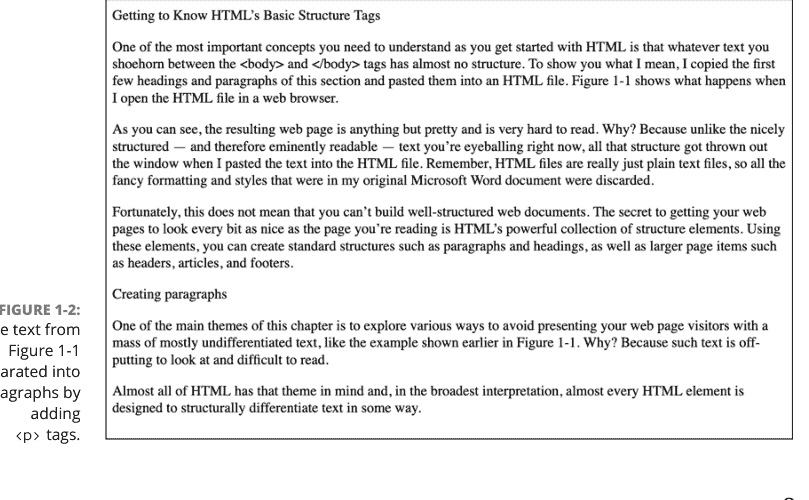 Getting to Know HTML's Basic Structure Tags
One of the most important concepts you need to understand as you get started with HTML is that whatever text you
shoehorn between the <body> and </body> tags has almost no structure. To show you what I mean, I copied the first
few headings and paragraphs of this section and pasted them into an HTML file. Figure 1-1 shows what happens when
I open the HTML file in a web browser.
As you can see, the resulting web page is anything but pretty and is very hard to read. Why? Because unlike the nicely
structured — and therefore eminently readable — text you're eyeballing right now, all that structure got thrown out
the window when I pasted the text into the HTML file. Remember, HTML files are really just plain text files, so all the
fancy formatting and styles that were in my original Microsoft Word document were discarded.
Fortunately, this does not mean that you can't build well-structured web documents. The secret to getting your web
pages to look every bit as nice as the page you're reading is HTML's powerful collection of structure elements. Using
these elements, you can create standard structures such as paragraphs and headings, as well as larger page items such
as headers, articles, and footers.
Creating paragraphs
One of the main themes of this chapter is to explore various ways to avoid presenting your web page visitors with a
mass of mostly undifferentiated text, like the example shown earlier in Figure 1-1. Why? Because such text is off-
putting to look at and difficult to read.
Almost all of HTML has that theme in mind and, in the broadest interpretation, almost every HTML element is
designed to structurally differentiate text in some way.
FIGURE 1-2:
e text from
Figure 1-1
arated into
agraphs by
adding
<p> tags.